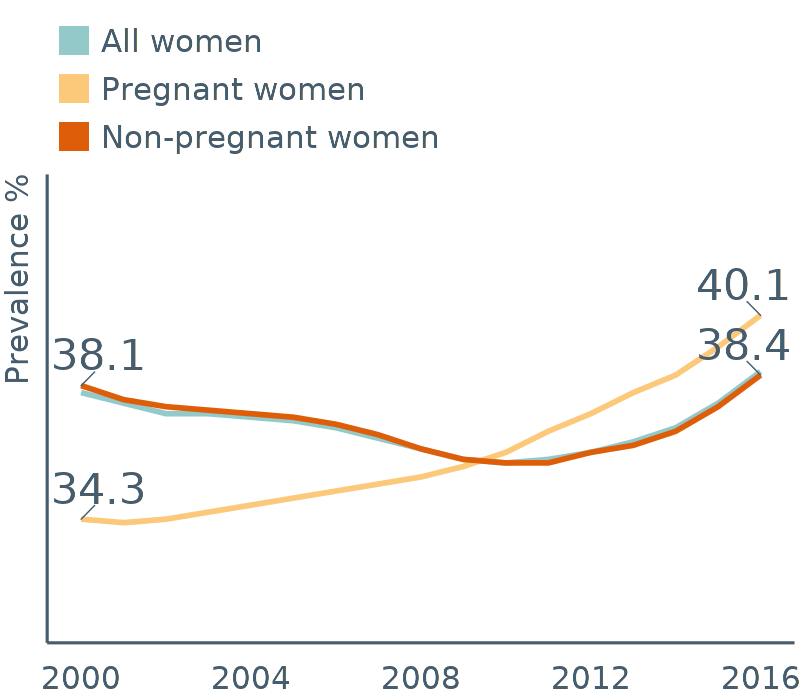 All women
Pregnant women
Non-pregnant women
Prevalence %
40.1
38.4
38.1
34.3
2000 2004 2008 2012 2016